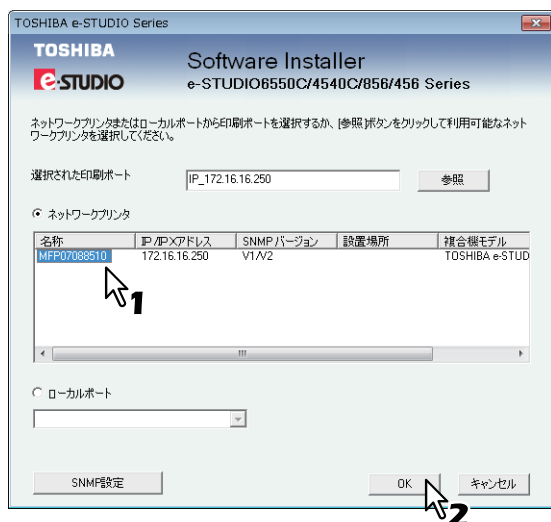 TOSHIBA e-STUDIO Series
TOSHIBA
e-STUDIO
Software Installer
e-STUDIO6550C/4540C/856/456 Series
ネットワークプリンタまたはローカルポートから印刷ポートを選択するか、[参照]ボタンをクリックして利用可能なネット
ワークプリンタを選択してください。
選択された印刷ポート IP_172.16.16.250 参照
ネットワークプリンタ
名称 IP/IPXアドレス SNMPバージョン 設置場所 複合機モデル
MFP07088510 172.16.16.250 V1/V2 TOSHIBA e-STUD
1
ローカルポート
SNMP設定 OK キャンセル
2